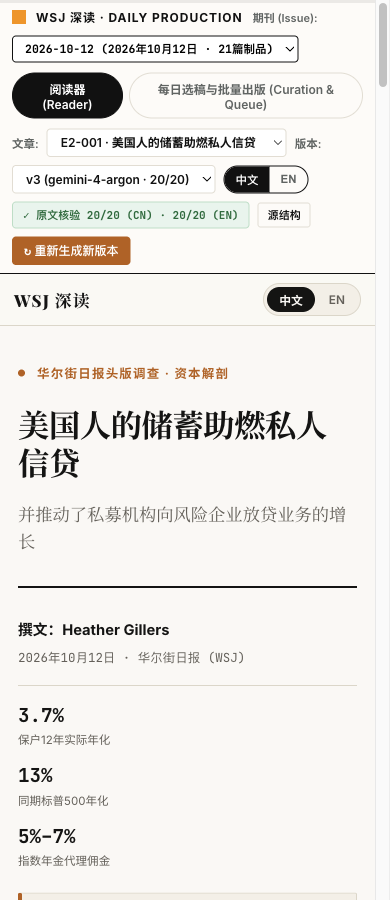 WSJ 深读 · DAILY PRODUCTION 期刊 (Issue):
2026-10-12 (2026年10月12日 · 21篇制品)
阅读器
(Reader)
每日选稿与批量出版 (Curation &
Queue)
文章: E2-001 · 美国人的储蓄助燃私人信贷 版本:
v3 (gemini-4-argon · 20/20) 中文 EN
✓ 原文核验 20/20 (CN) · 20/20 (EN) 源结构
↻ 重新生成新版本
WSJ 深读 中文 EN
华尔街日报头版调查 · 资本解剖
美国人的储蓄助燃私人
信贷
并推动了私募机构向风险企业放贷业务的增
长
撰文：Heather Gillers
2026年10月12日 · 华尔街日报 (WSJ)
3.7%
保户12年实际年化
13%
同期标普500年化
5%–7%
指数年金代理佣金